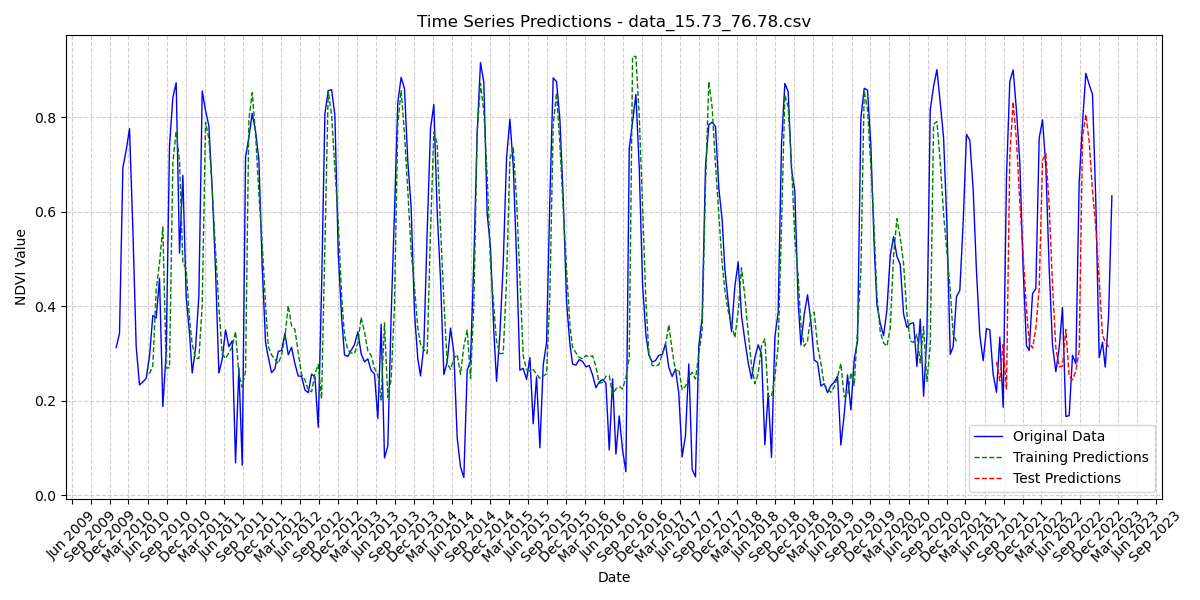 Time Series Predictions - data_15.73_76.78.csv
NDVI Value
0.8
0.6
0.4
0.2
0.0
Original Data
Training Predictions
Test Predictions
Jun 2009
Sep 2009
Dec 2009
Mar 2010
Jun 2010
Sep 2010
Dec 2010
Mar 2011
Jun 2011
Sep 2011
Dec 2011
Mar 2012
Jun 2012
Sep 2012
Dec 2012
Mar 2013
Jun 2013
Sep 2013
Dec 2013
Mar 2014
Jun 2014
Sep 2014
Dec 2014
Mar 2015
Jun 2015
Sep 2015
Dec 2015
Mar 2016
Jun 2016
Sep 2016
Dec 2016
Mar 2017
Jun 2017
Sep 2017
Dec 2017
Mar 2018
Jun 2018
Sep 2018
Dec 2018
Mar 2019
Jun 2019
Sep 2019
Dec 2019
Mar 2020
Jun 2020
Sep 2020
Dec 2020
Mar 2021
Jun 2021
Sep 2021
Dec 2021
Mar 2022
Jun 2022
Sep 2022
Dec 2022
Mar 2023
Jun 2023
Sep 2023
Date